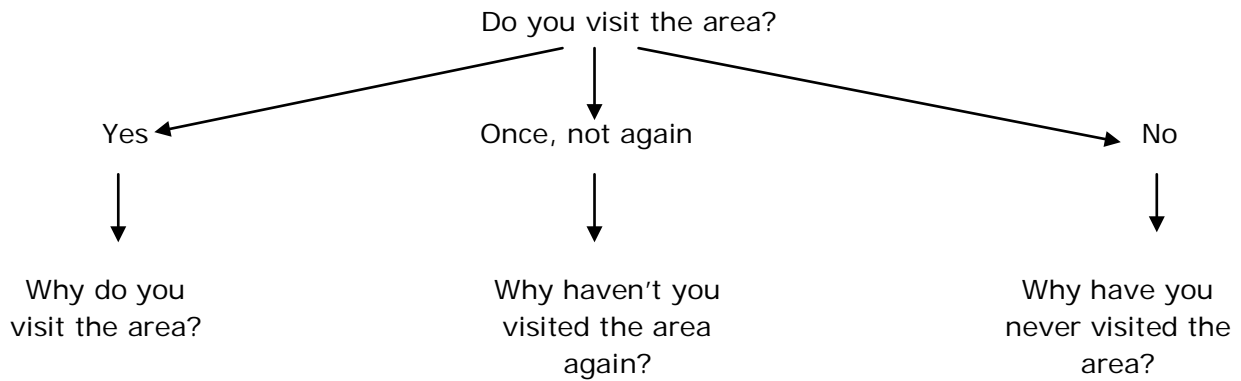 Do you visit the area?
Yes
Once, not again
No
Why do you
visit the area?
Why haven't you
visited the area
again?
Why have you
never visited the
area?